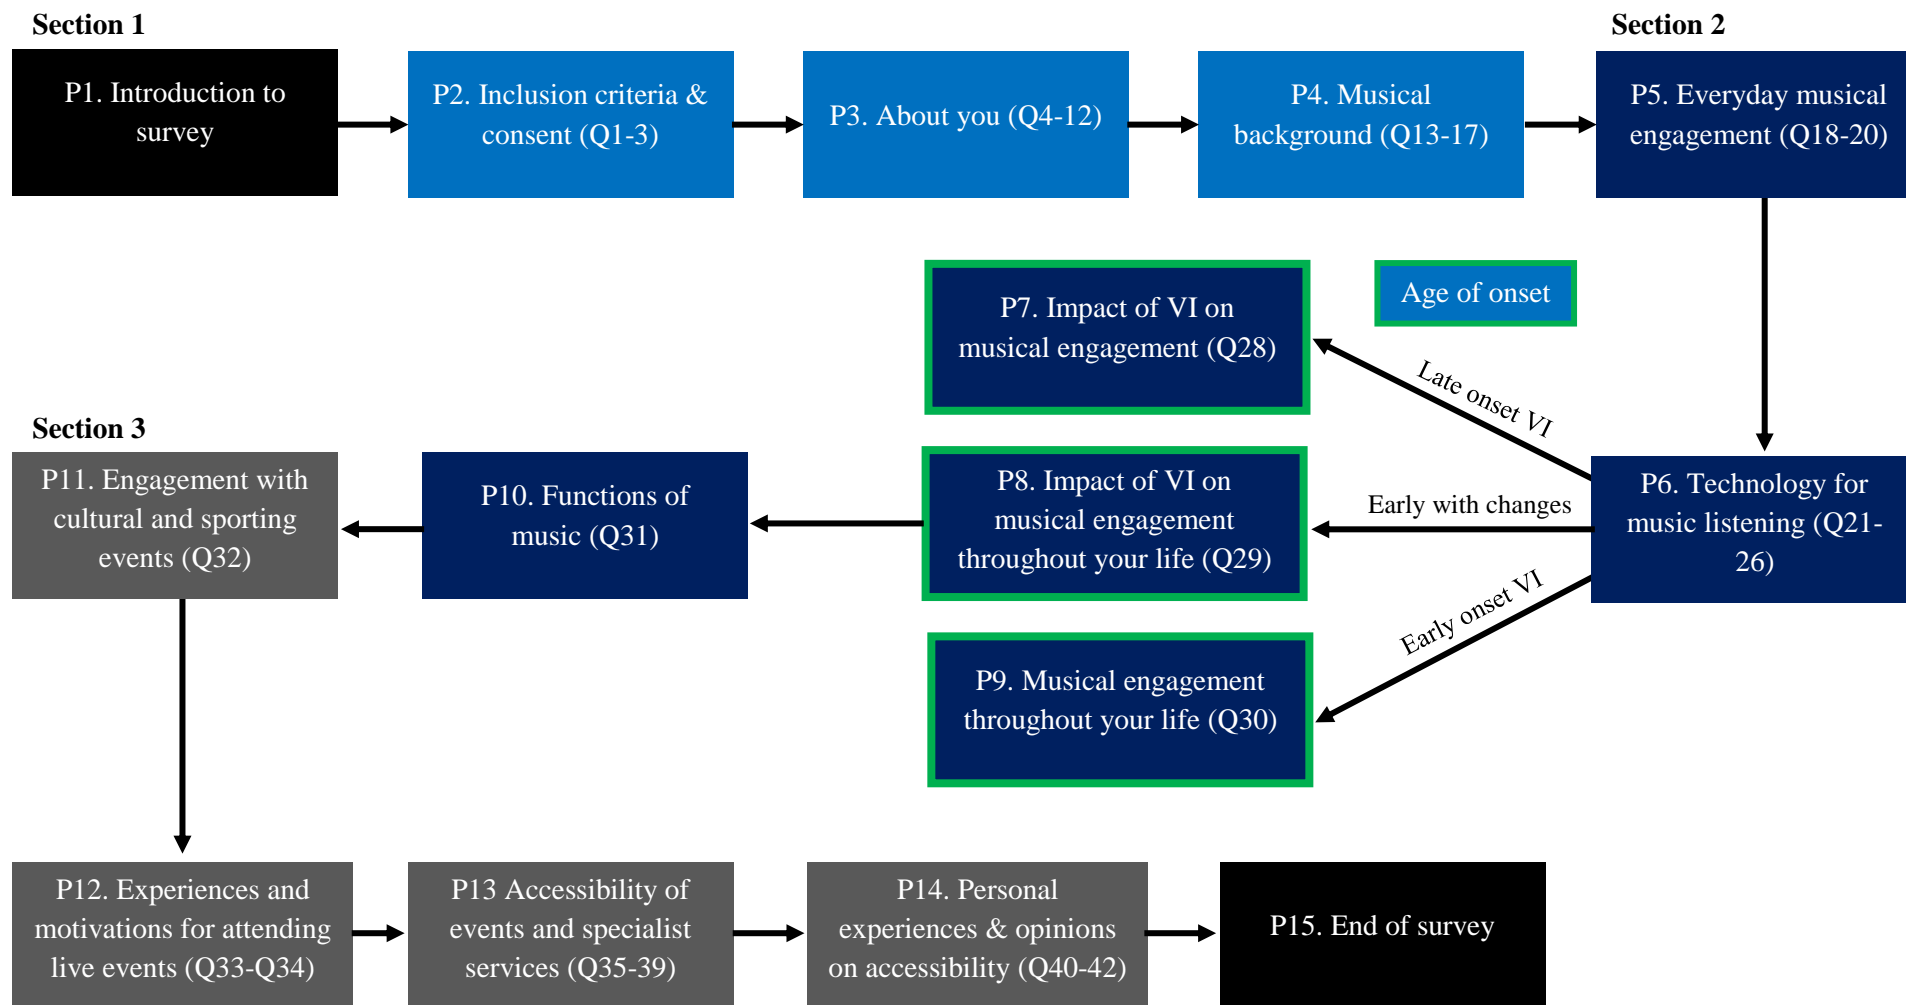 Section 1
Section 2
P1. Introduction to
survey
P2. Inclusion criteria &
consent (Q1-3)
P3. About you (Q4-12)
P4. Musical
background (Q13-17)
P5. Everyday musical
engagement (Q18-20)
P7. Impact of VI on
musical engagement (Q28)
Age of onset
Late onset VI
Section 3
P11. Engagement with
cultural and sporting
events (Q32)
P10. Functions of
music (Q31)
P8. Impact of VI on
musical engagement
throughout your life (Q29)
Early with changes
P6. Technology for
music listening (Q21-
26)
Early onset VI
P9. Musical engagement
throughout your life (Q30)
P12. Experiences and
motivations for attending
live events (Q33-Q34)
P13 Accessibility of
events and specialist
services (Q35-39)
P14. Personal
experiences & opinions
on accessibility (Q40-42)
P15. End of survey